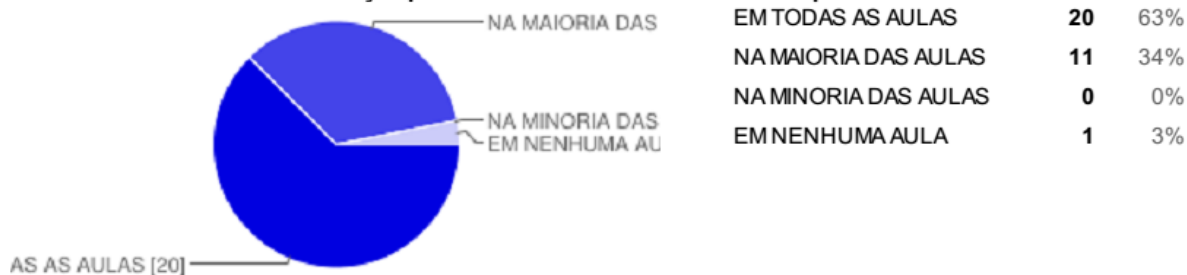 NA MAIORIA DAS
NA MINORIA DAS
EM NENHUMA AU
AS AS AULAS [20]
EM TODAS AS AULAS 20 63%
NA MAIORIA DAS AULAS 11 34%
NA MINORIA DAS AULAS 0 0%
EM NENHUMA AULA 1 3%